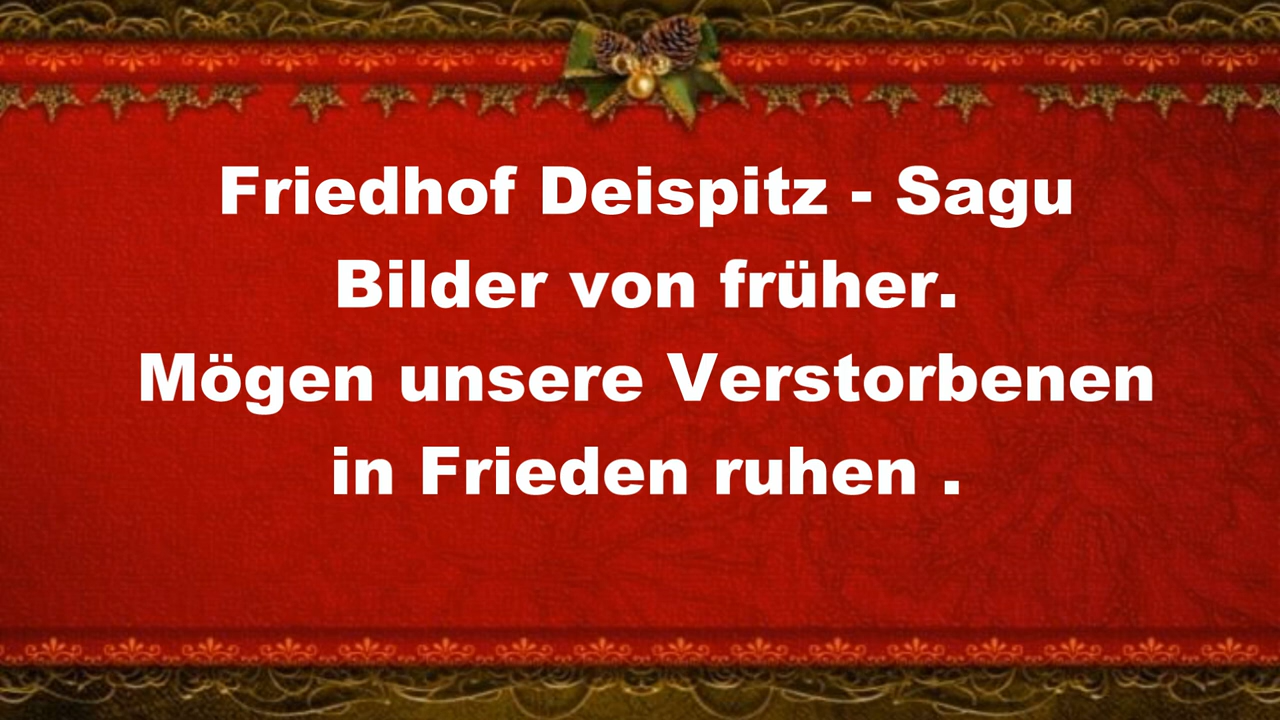 Friedhof Deispitz - Sagu
Bilder von früher.
Mögen unsere Verstorbenen
in Frieden ruhen .